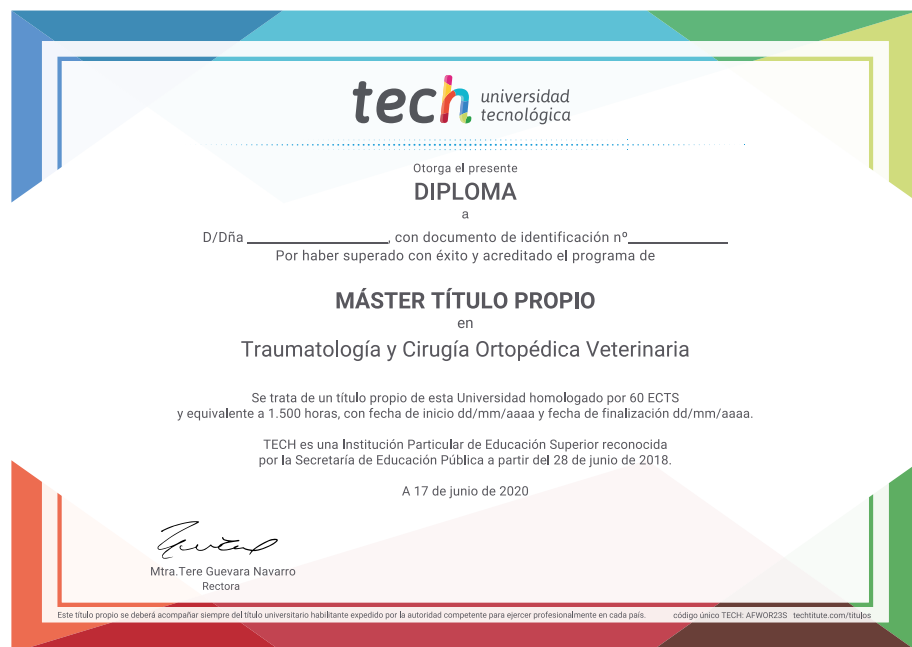 tech universidad
tecnológica
Otorga el presente
DIPLOMA
a
D/Dña ____________________, con documento de identificación nº______________
Por haber superado con éxito y acreditado el programa de
MÁSTER TÍTULO PROPIO
en
Traumatología y Cirugía Ortopédica Veterinaria
Se trata de un título propio de esta Universidad homologado por 60 ECTS
y equivalente a 1.500 horas, con fecha de inicio dd/mm/aaaa y fecha de finalización dd/mm/aaaa.
TECH es una Institución Particular de Educación Superior reconocida
por la Secretaría de Educación Pública a partir del 28 de junio de 2018.
A 17 de junio de 2020
Mtra.Tere Guevara Navarro
Rectora
Este título propio se deberá acompañar siempre del título universitario habilitante expedido por la autoridad competente para ejercer profesionalmente en cada país. código único TECH: AFWOR23S techtitute.com/títulos